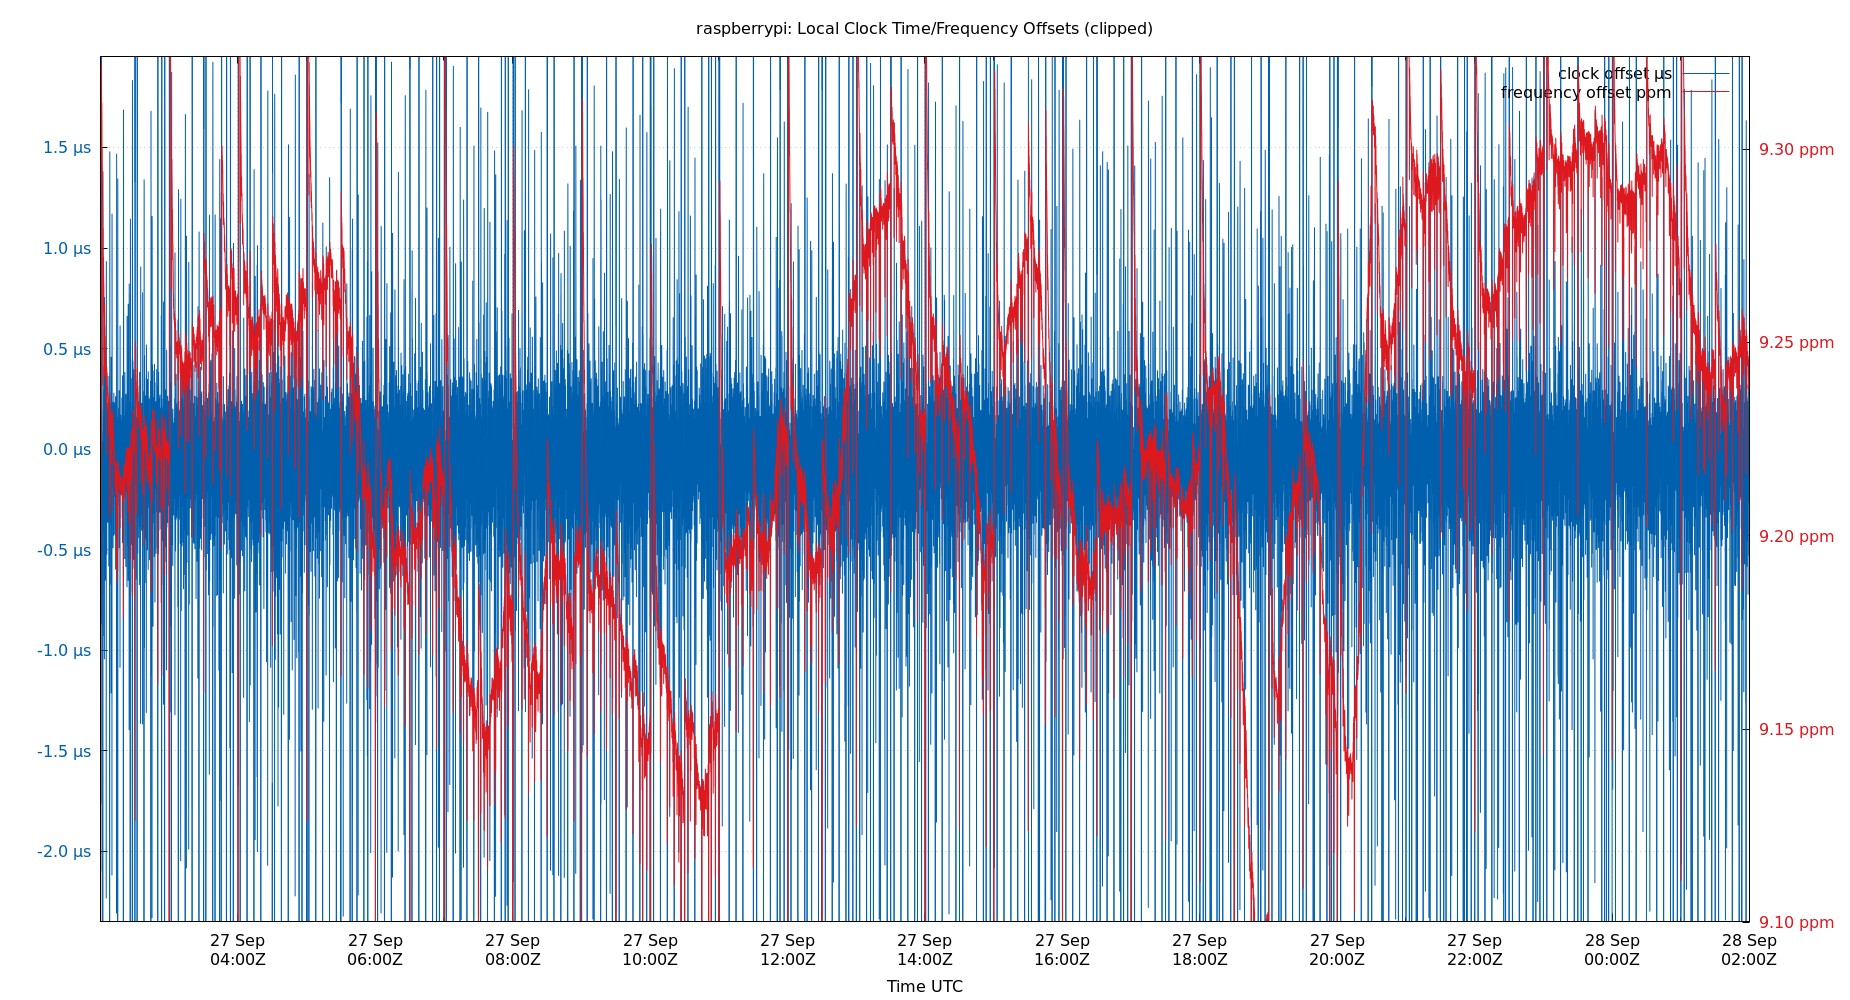 raspberrypi: Local Clock Time/Frequency Offsets (clipped)
clock offset µs
frequency offset ppm
1.5 µs
1.0 µs
0.5 µs
0.0 µs
-0.5 µs
-1.0 µs
-1.5 µs
-2.0 µs
9.30 ppm
9.25 ppm
9.20 ppm
9.15 ppm
9.10 ppm
27 Sep 27 Sep 27 Sep 27 Sep 27 Sep 27 Sep 27 Sep 27 Sep 27 Sep 27 Sep 28 Sep 28 Sep
04:00Z 06:00Z 08:00Z 10:00Z 12:00Z 14:00Z 16:00Z 18:00Z 20:00Z 22:00Z 00:00Z 02:00Z
Time UTC